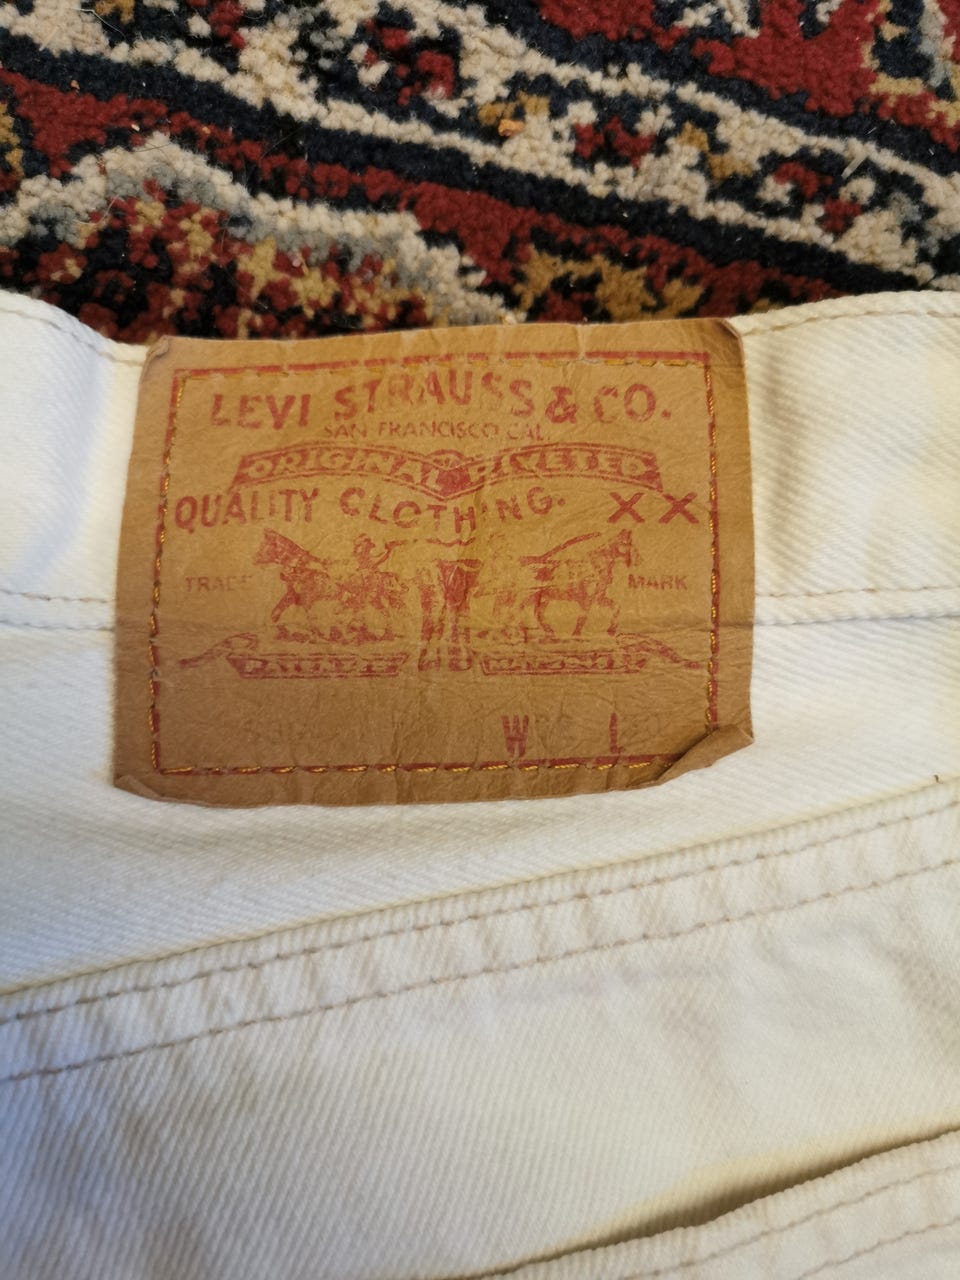 LEVI STRAUSS & CO.
SAN FRANCISCO CAL.
ORIGINAL RIVETED
QUALITY CLOTHING. XX
TRADE MARK
W L